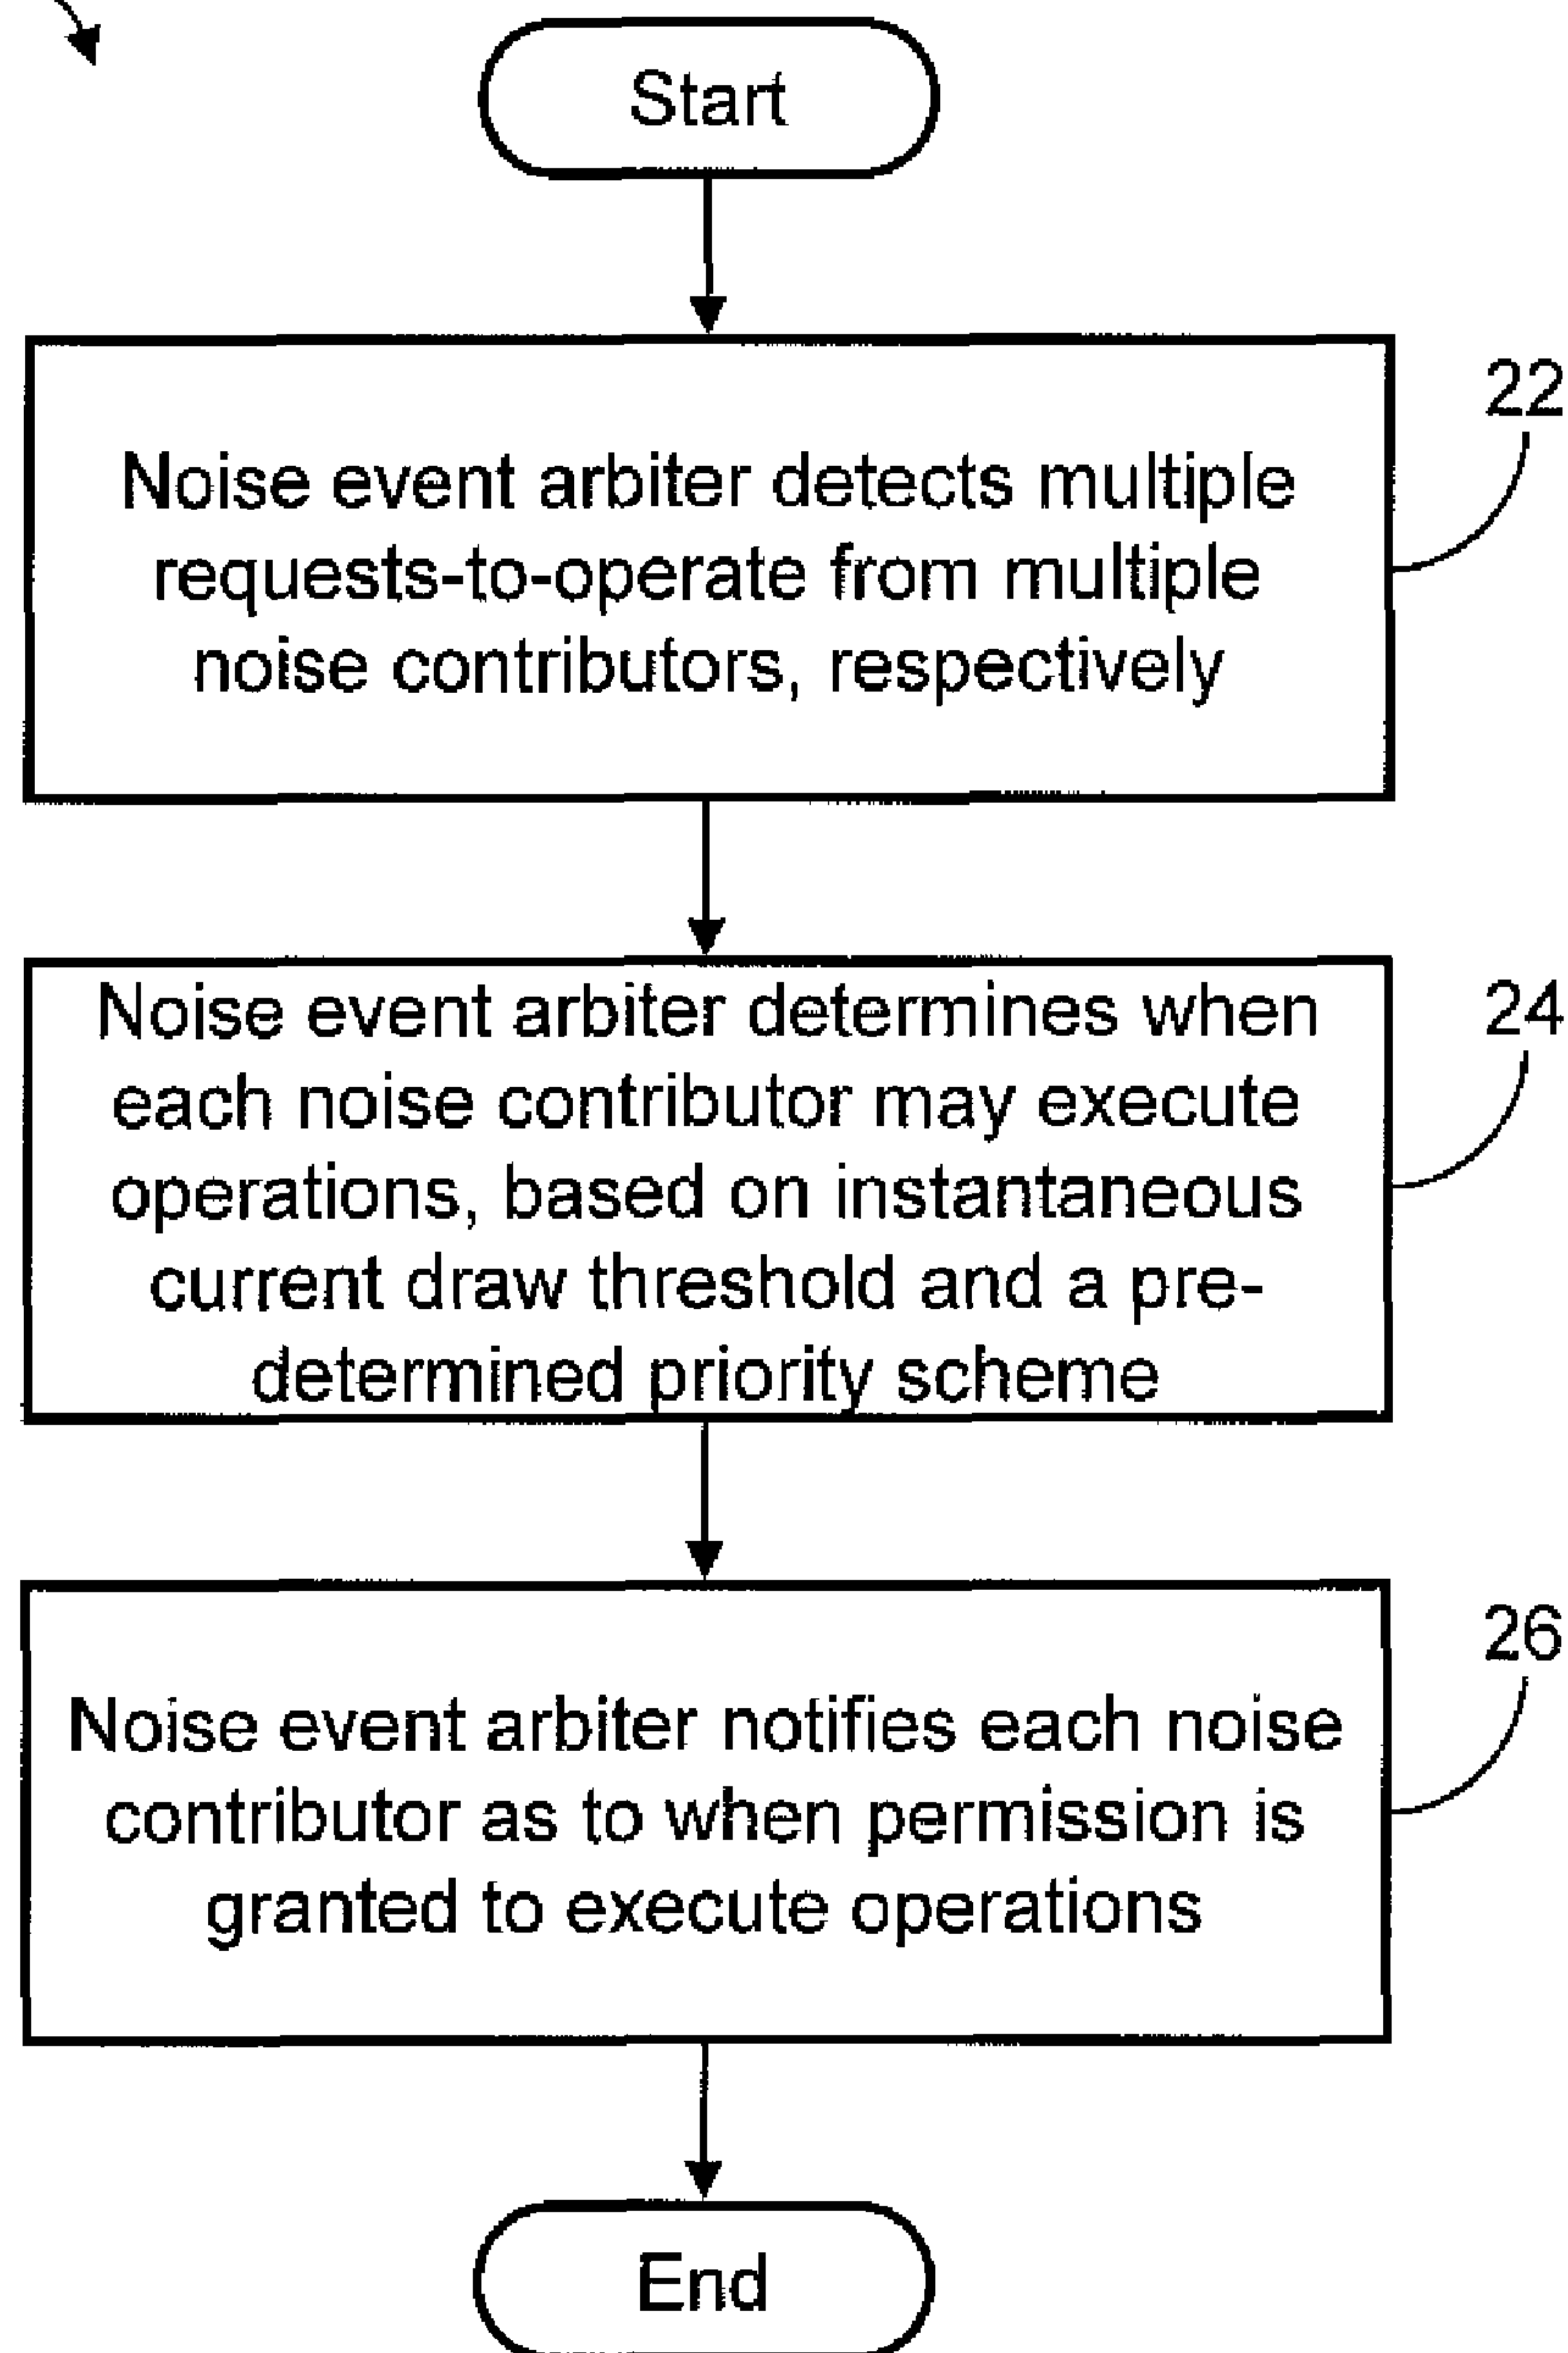 Start
22
Noise event arbiter detects multiple
requests-to-operate from multiple
noise contributors, respectively
24
Noise event arbiter determines when
each noise contributor may execute
operations, based on instantaneous
current draw threshold and a pre-
determined priority scheme
26
Noise event arbiter notifies each noise
contributor as to when permission is
granted to execute operations
End